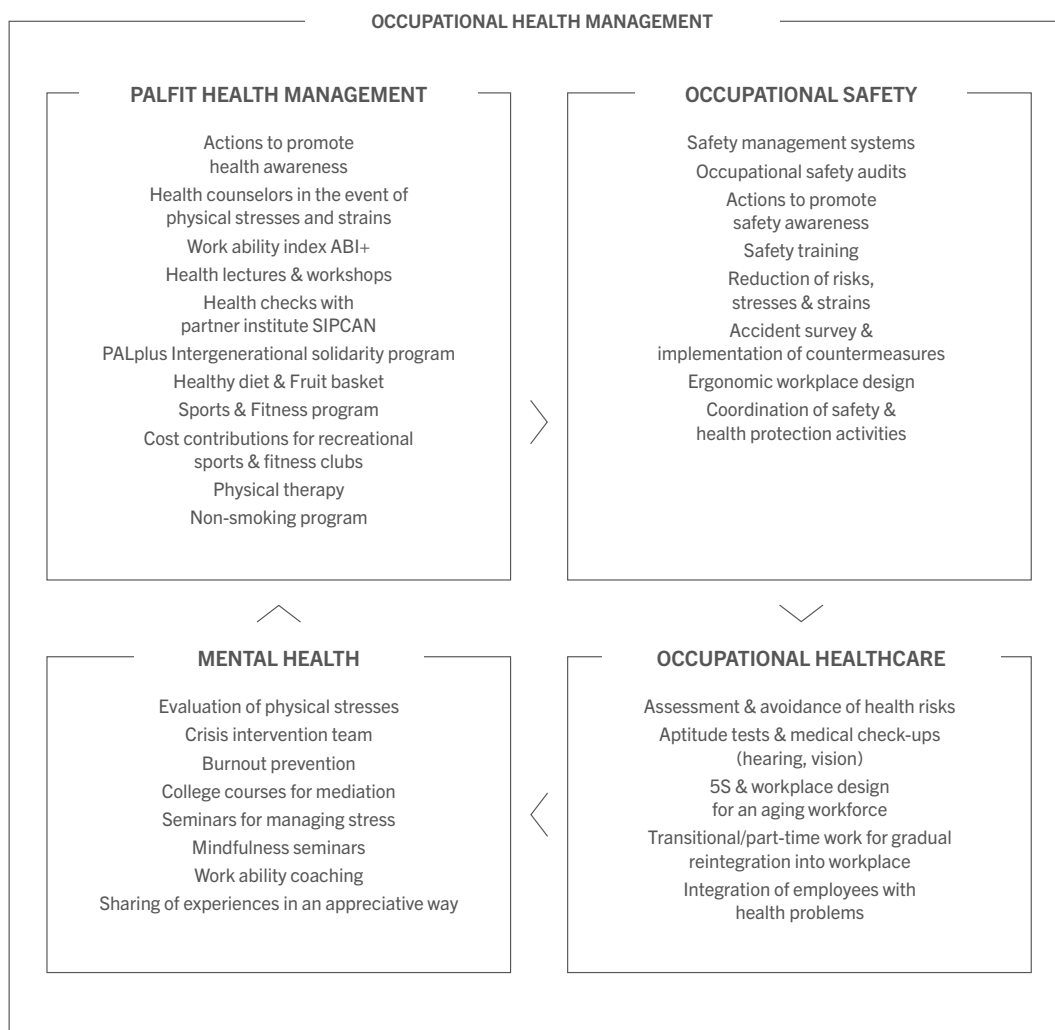 OCCUPATIONAL HEALTH MANAGEMENT
PALFIT HEALTH MANAGEMENT
Actions to promote
health awareness
Health counselors in the event of
physical stresses and strains
Work ability index ABI+
Health lectures & workshops
Health checks with
partner institute SIPCAN
PALplus Intergenerational solidarity program
Healthy diet & Fruit basket
Sports & Fitness program
Cost contributions for recreational
sports & fitness clubs
Physical therapy
Non-smoking program
OCCUPATIONAL SAFETY
Safety management systems
Occupational safety audits
Actions to promote
safety awareness
Safety training
Reduction of risks,
stresses & strains
Accident survey &
implementation of countermeasures
Ergonomic workplace design
Coordination of safety &
health protection activities
MENTAL HEALTH
Evaluation of physical stresses
Crisis intervention team
Burnout prevention
College courses for mediation
Seminars for managing stress
Mindfulness seminars
Work ability coaching
Sharing of experiences in an appreciative way
OCCUPATIONAL HEALTHCARE
Assessment & avoidance of health risks
Aptitude tests & medical check-ups
(hearing, vision)
5S & workplace design
for an aging workforce
Transitional/part-time work for gradual
reintegration into workplace
Integration of employees with
health problems